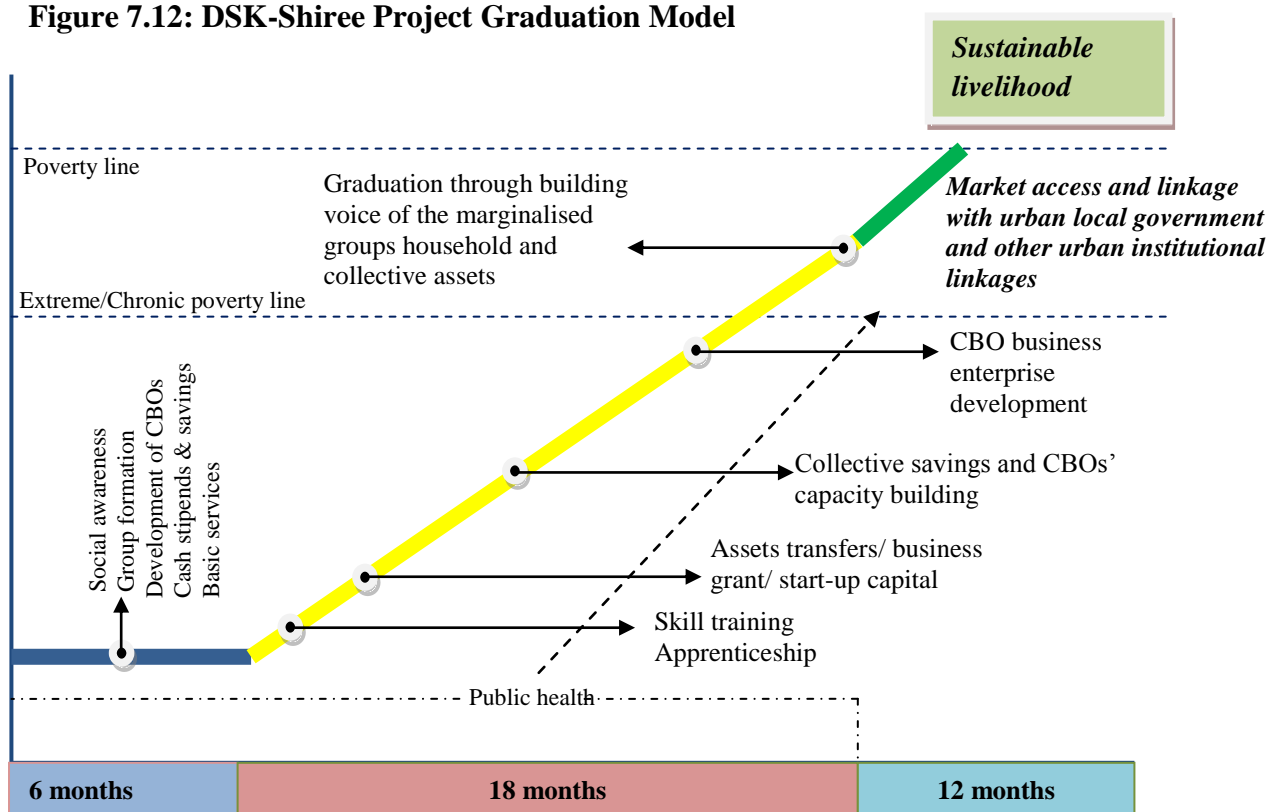 Figure 7.12: DSK-Shiree Project Graduation Model
Sustainable
livelihood
Poverty line
Graduation through building
voice of the marginalised
groups household and
collective assets
Market access and linkage
with urban local government
and other urban institutional
linkages
Extreme/Chronic poverty line
CBO business
enterprise
development
Social awareness
Group formation
Development of CBOs
Cash stipends & savings
Basic services
Collective savings and CBOs’
capacity building
Assets transfers/ business
grant/ start-up capital
Skill training
Apprenticeship
Public health
6 months
18 months
12 months